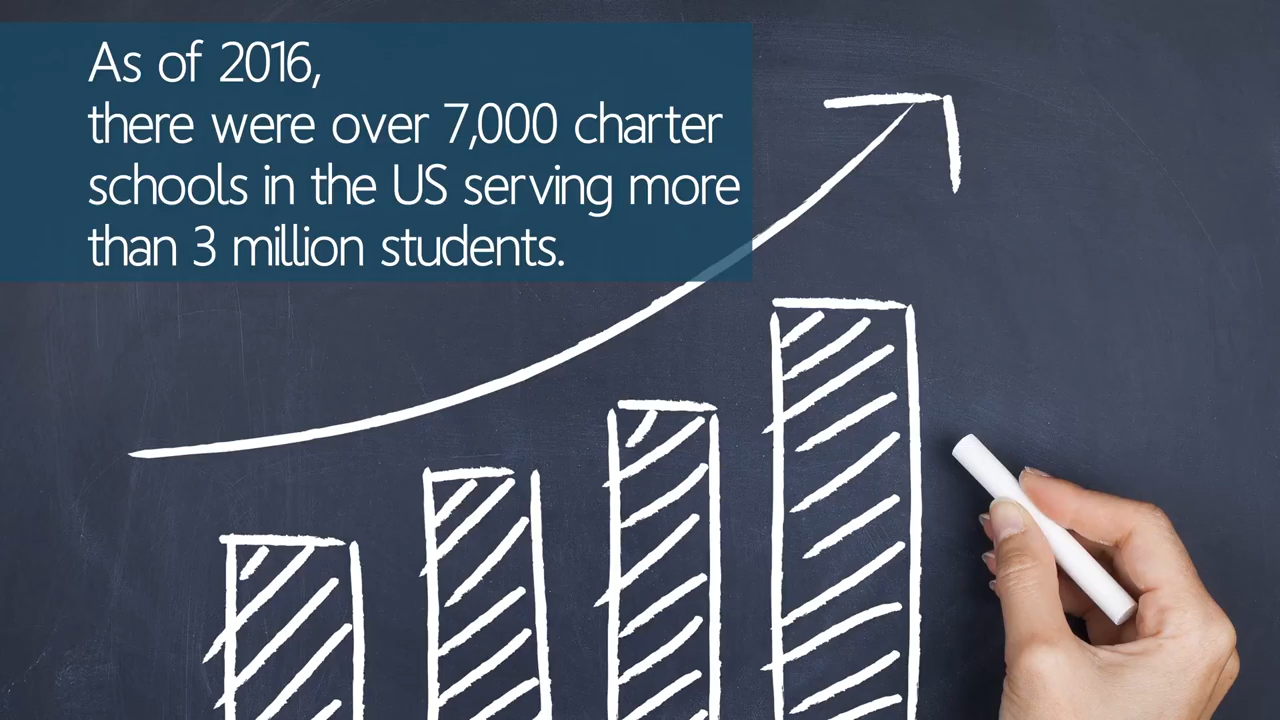 As of 2016,
there were over 7,000 charter
schools in the US serving more
than 3 million students.